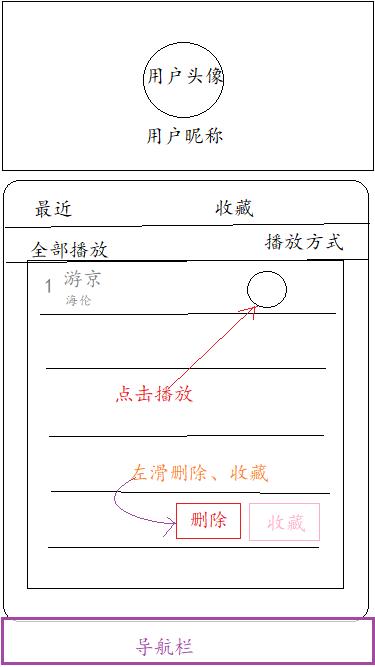 用户头像
用户昵称
最近
收藏
全部播放
播放方式
1
游京
海伦
点击播放
左滑删除、收藏
删除
收藏
导航栏